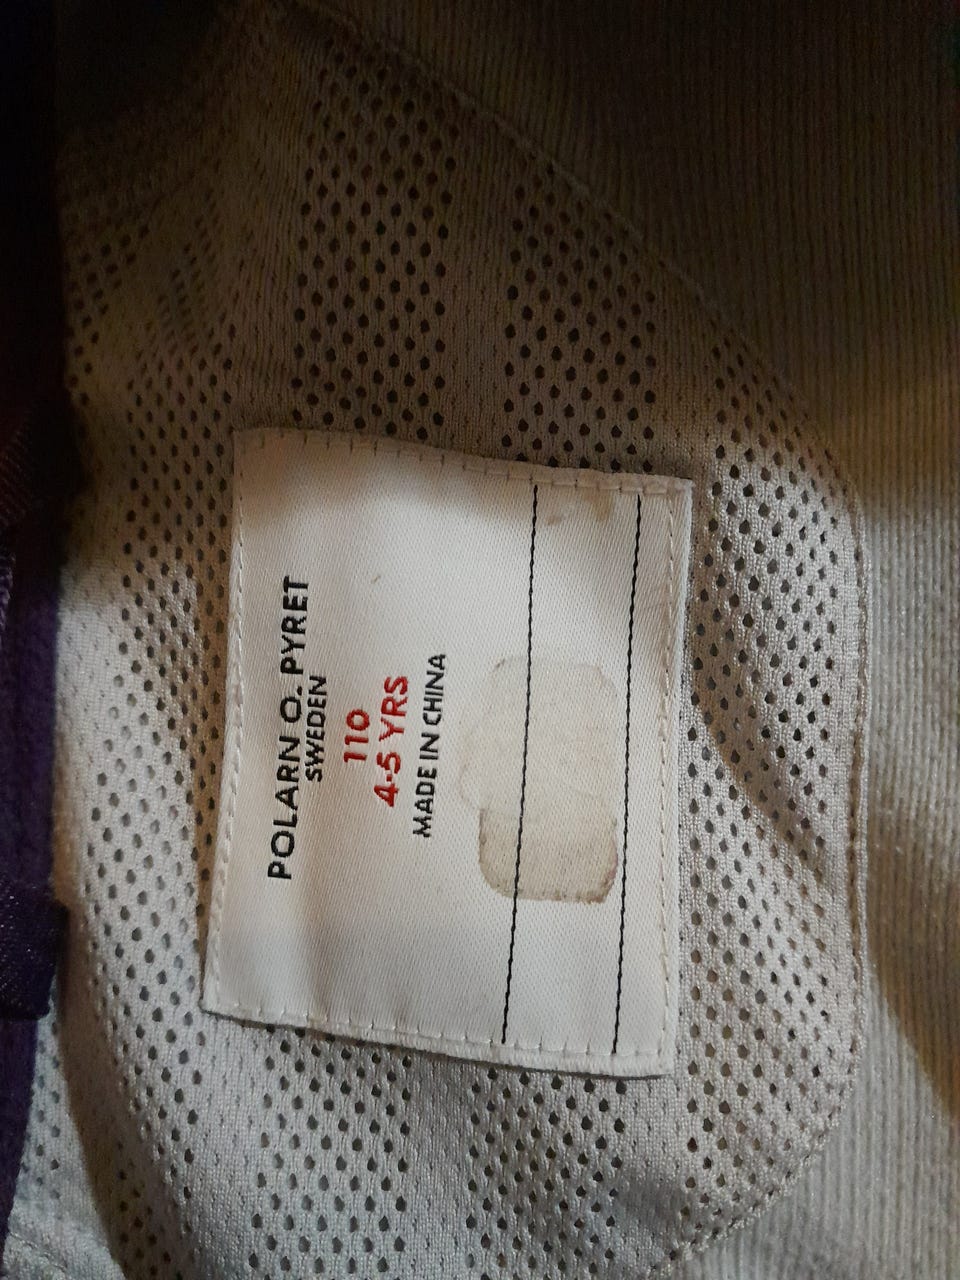 POLARN O. PYRET
SWEDEN
110
4-5 YRS
MADE IN CHINA